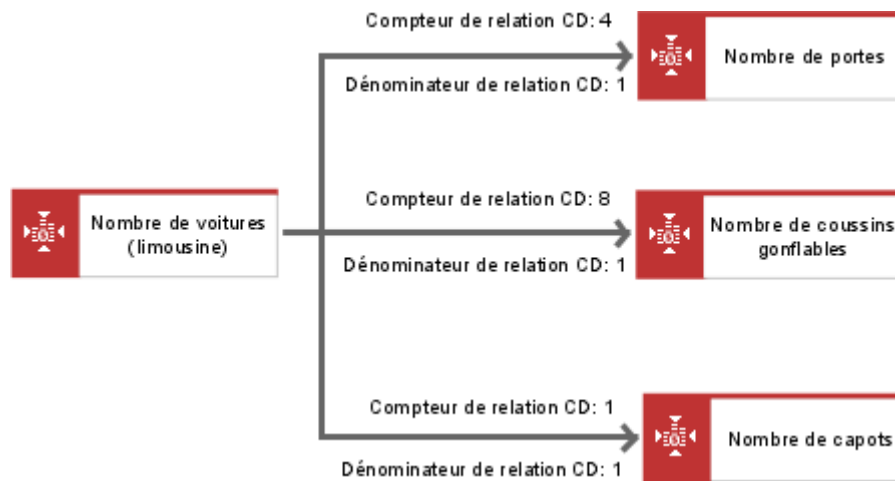 Compteur de relation CD: 4
Nombre de portes
Dénominateur de relation CD: 1
Compteur de relation CD: 8
Nombre de voitures
(limousine)
Nombre de coussins
gonflables
Dénominateur de relation CD: 1
Compteur de relation CD: 1
Nombre de capots
Dénominateur de relation CD: 1